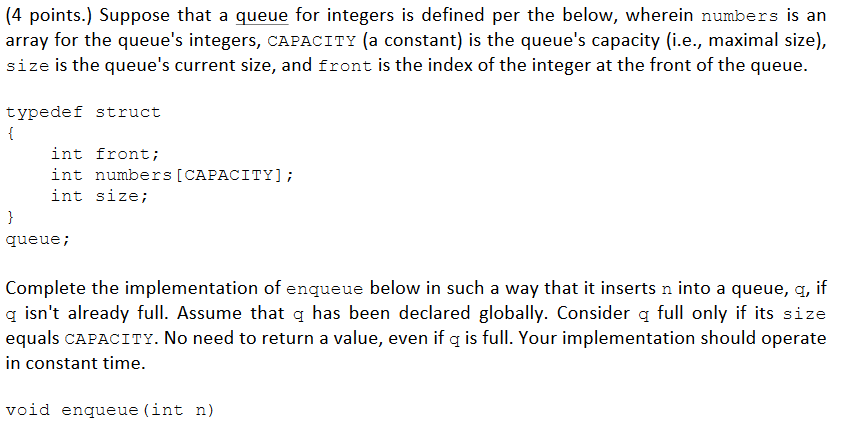 (4 points.) Suppose that a queue for integers is defined per the below, wherein numbers is an
array for the queue's integers, CAPACITY (a constant) is the queue's capacity (i.e., maximal size),
size is the queue's current size, and front is the index of the integer at the front of the queue.
typedef struct
{
    int front;
    int numbers[CAPACITY];
    int size;
}
queue;
Complete the implementation of enqueue below in such a way that it inserts n into a queue, q, if
q isn't already full. Assume that q has been declared globally. Consider q full only if its size
equals CAPACITY. No need to return a value, even if q is full. Your implementation should operate
in constant time.
void enqueue(int n)